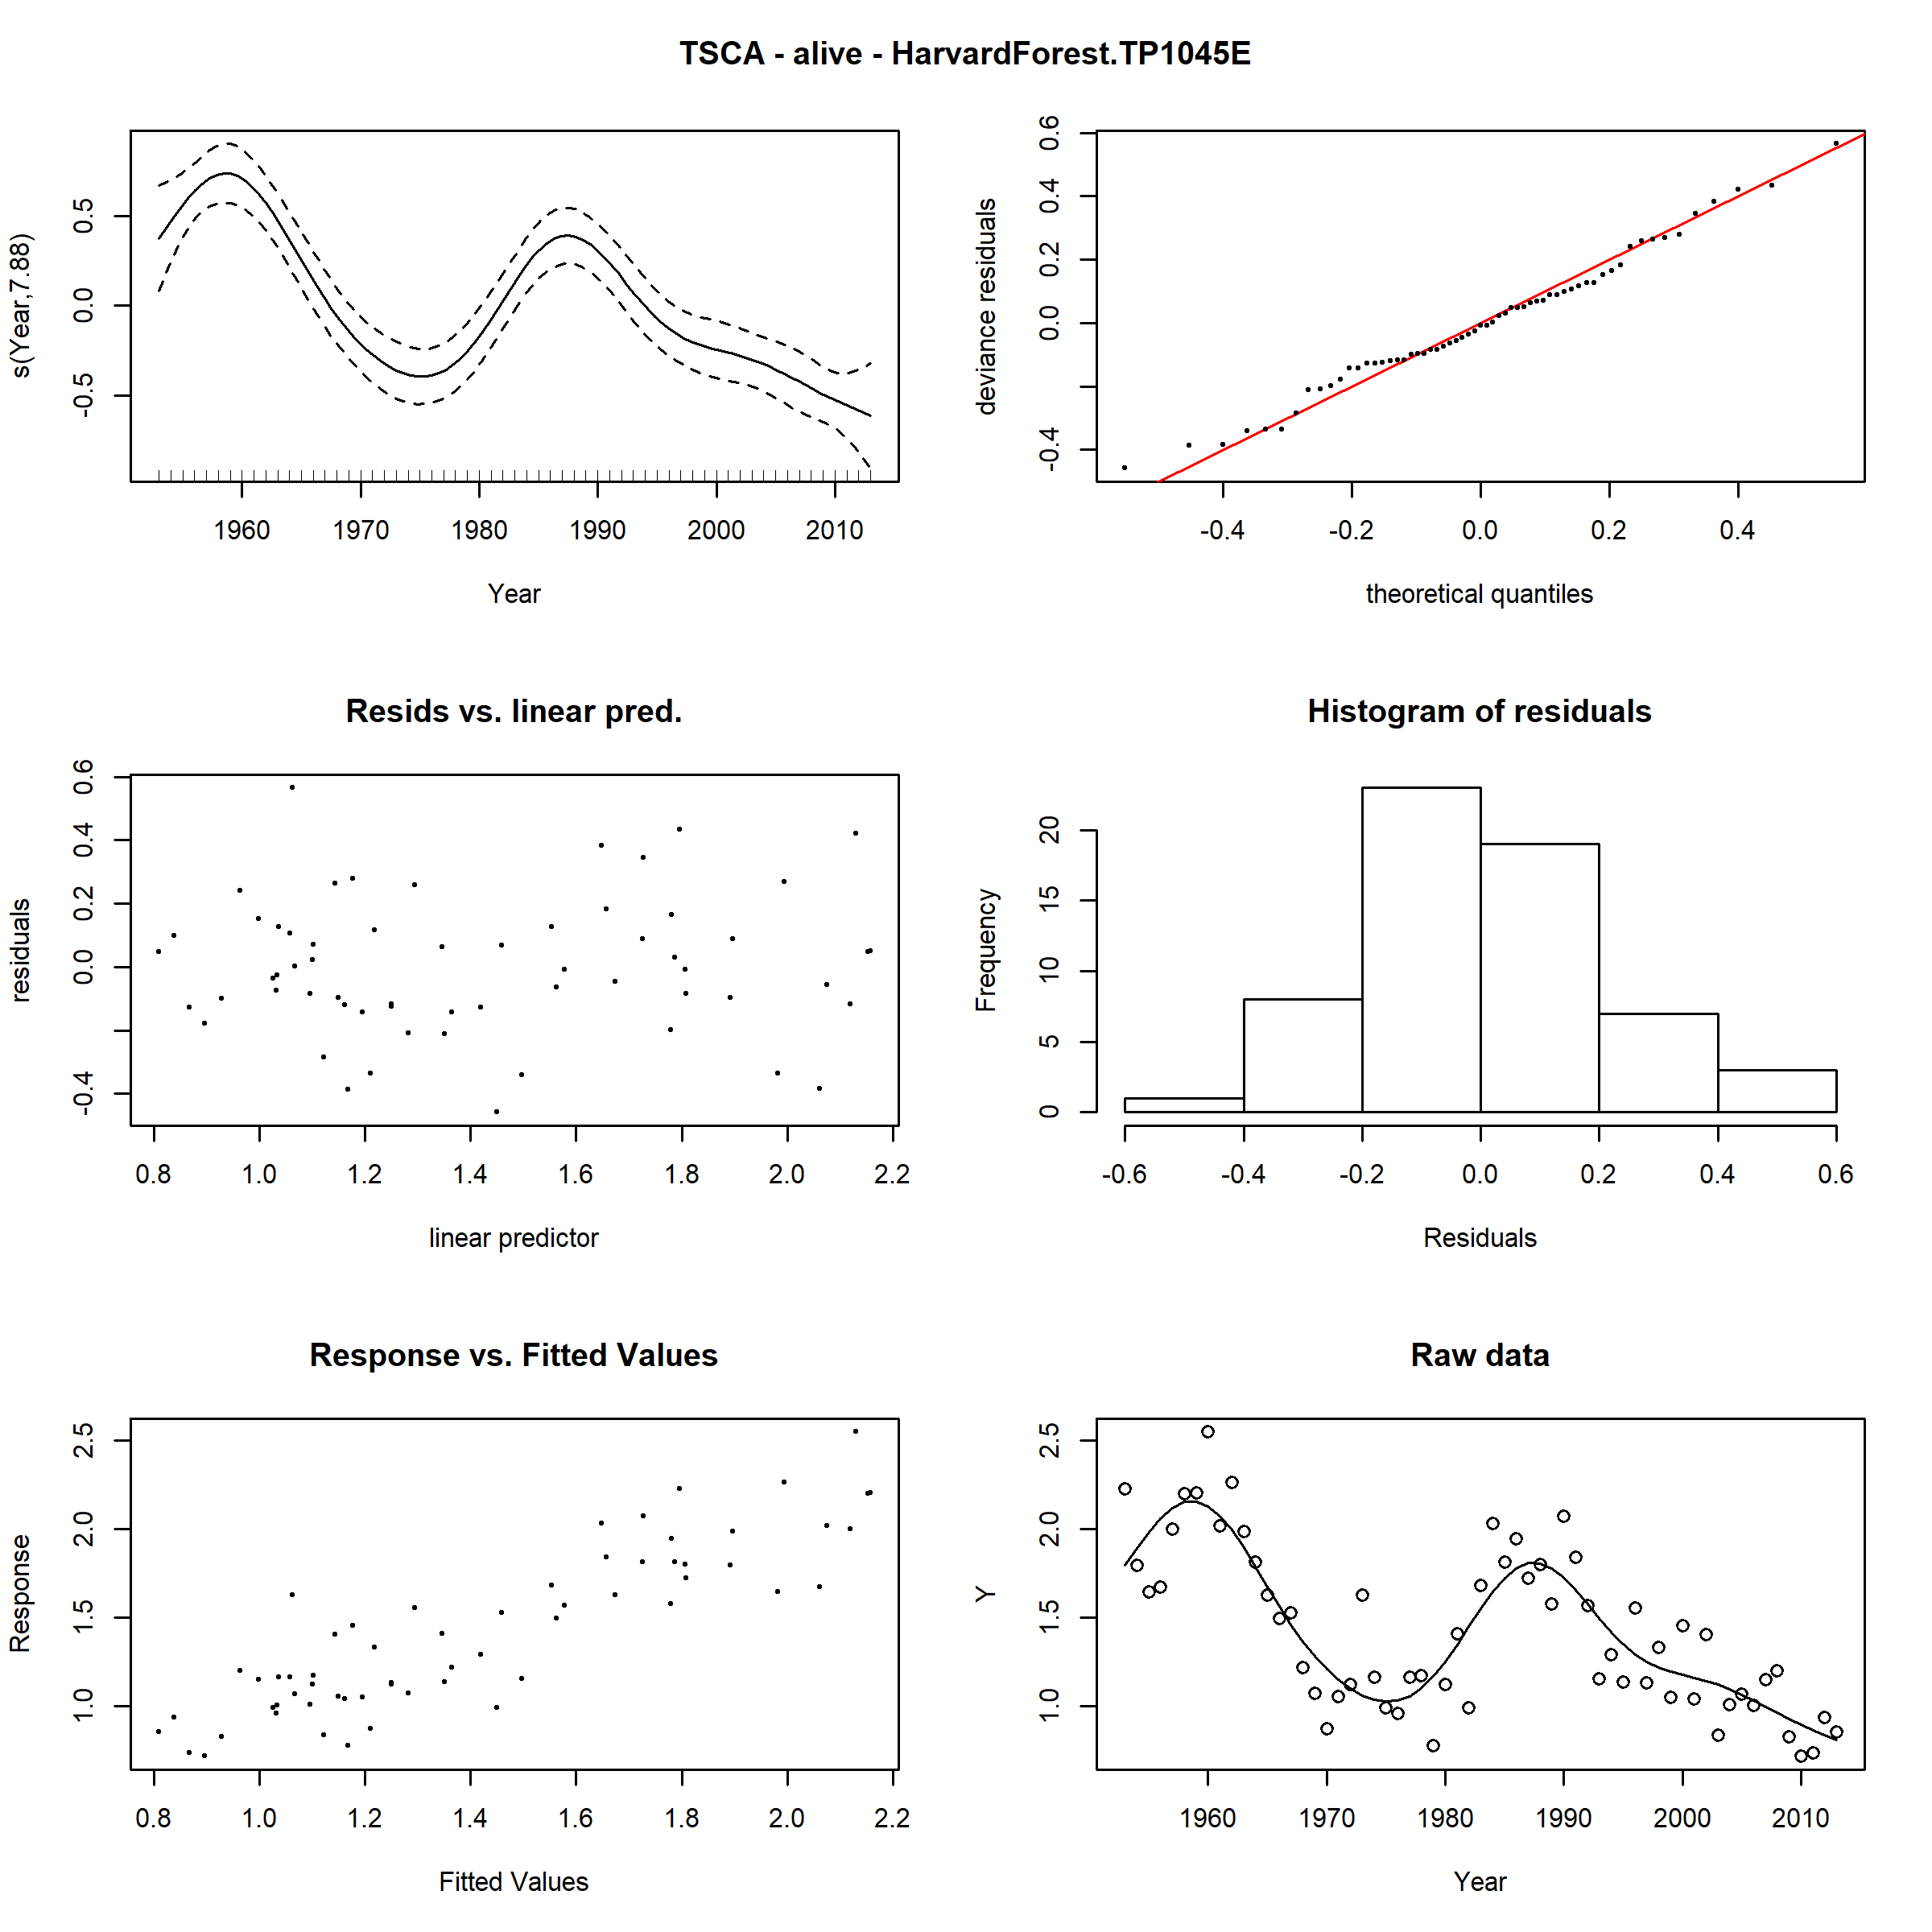 TSCA - alive - HarvardForest.TP1045E
s(Year,7.88)
0.5
0.0
-0.5
1960 1970 1980 1990 2000 2010
Year
deviance residuals
0.6
0.4
0.2
0.0
-0.4
-0.4 -0.2 0.0 0.2 0.4
theoretical quantiles
Resids vs. linear pred.
residuals
0.6
0.4
0.2
0.0
-0.4
0.8 1.0 1.2 1.4 1.6 1.8 2.0 2.2
linear predictor
Histogram of residuals
Frequency
20
15
10
5
0
-0.6 -0.4 -0.2 0.0 0.2 0.4 0.6
Residuals
Response vs. Fitted Values
Response
2.5
2.0
1.5
1.0
0.8 1.0 1.2 1.4 1.6 1.8 2.0 2.2
Fitted Values
Raw data
Y
2.5
2.0
1.5
1.0
1960 1970 1980 1990 2000 2010
Year